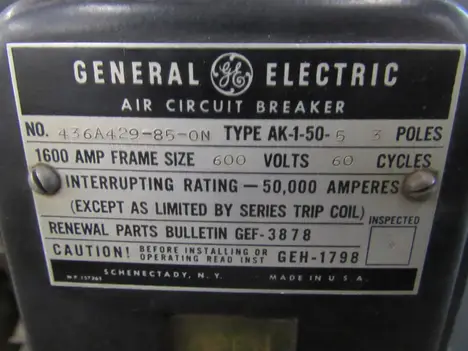 GENERAL GE ELECTRIC
AIR CIRCUIT BREAKER
NO. 436A429-85-0N TYPE AK-1-50-5 3 POLES
1600 AMP FRAME SIZE 600 VOLTS 60 CYCLES
INTERRUPTING RATING — 50,000 AMPERES
(EXCEPT AS LIMITED BY SERIES TRIP COIL)
INSPECTED
RENEWAL PARTS BULLETIN GEF-3878
CAUTION! BEFORE INSTALLING OR
OPERATING READ INST GEH-1798
SCHENECTADY, N.Y. MADE IN U.S.A.